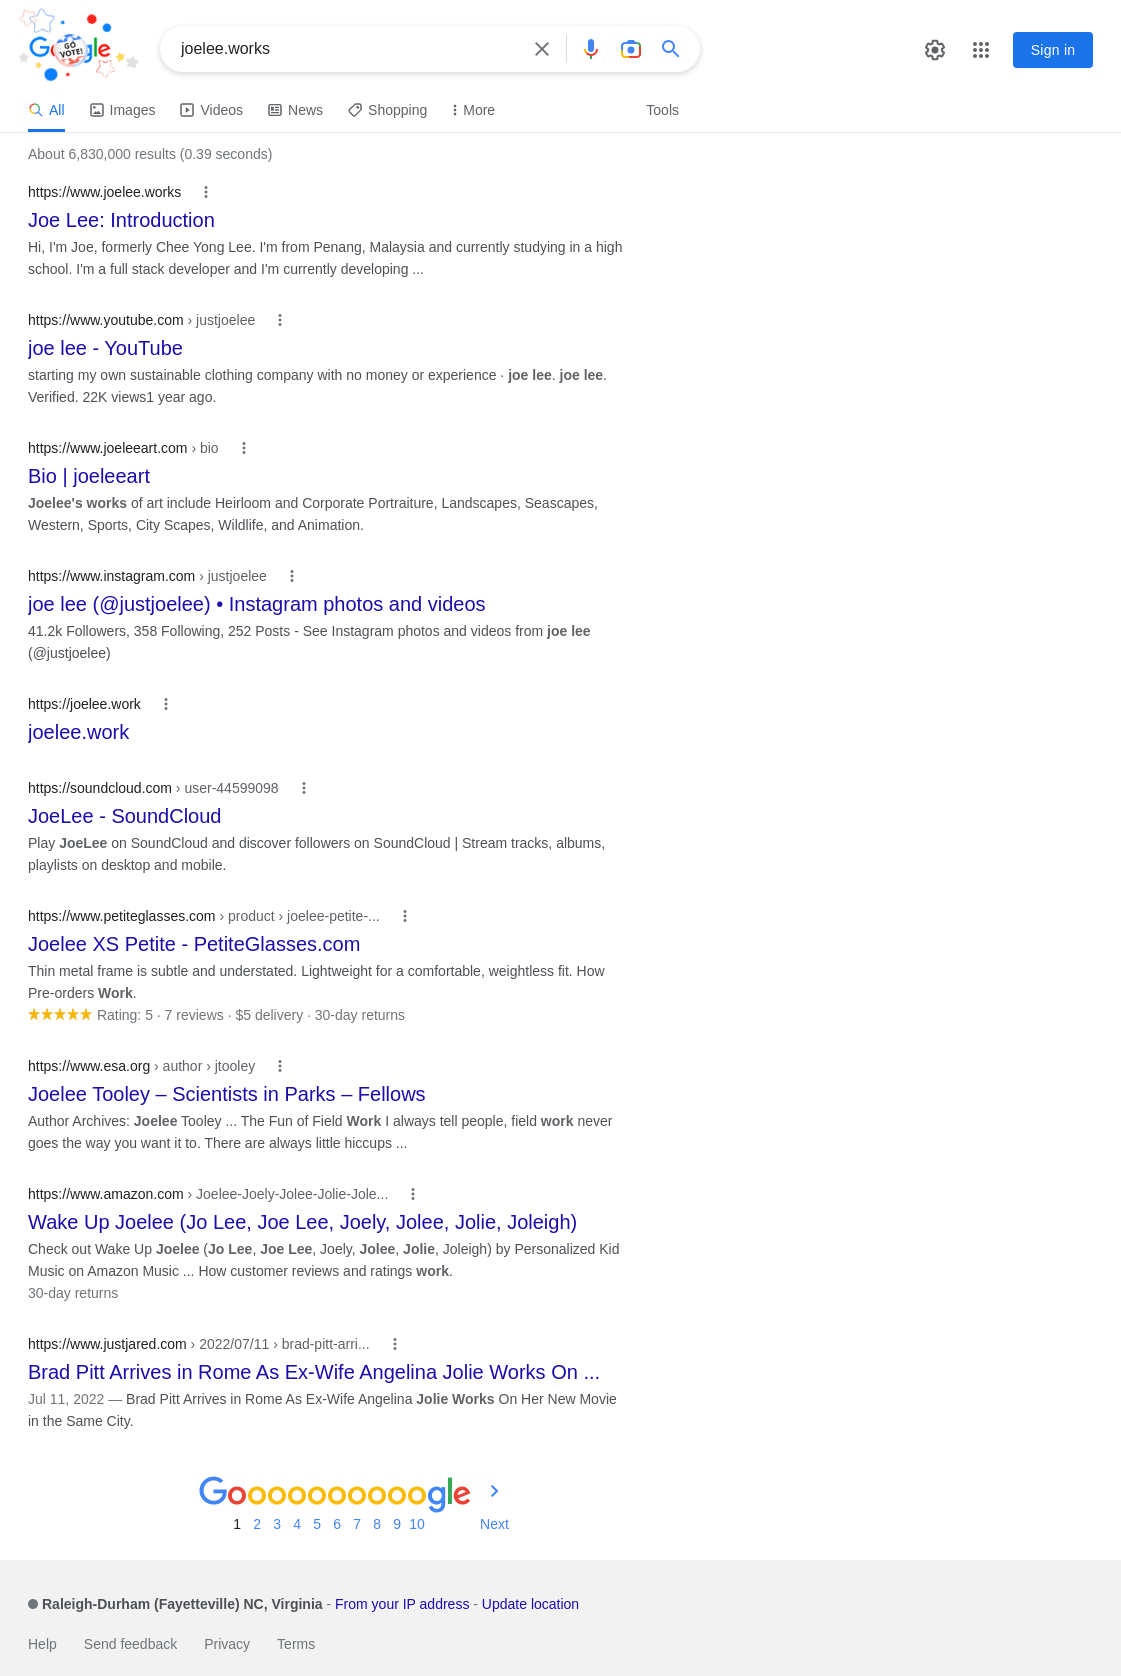 GO VOTE!
joelee.works
Sign in
All
Images
Videos
News
Shopping
More
Tools
About 6,830,000 results (0.39 seconds)
https://www.joelee.works
Joe Lee: Introduction
Hi, I'm Joe, formerly Chee Yong Lee. I'm from Penang, Malaysia and currently studying in a high
school. I'm a full stack developer and I'm currently developing ...
https://www.youtube.com › justjoelee
joe lee - YouTube
starting my own sustainable clothing company with no money or experience · joe lee. joe lee.
Verified. 22K views1 year ago.
https://www.joeleeart.com › bio
Bio | joeleeart
Joelee's works of art include Heirloom and Corporate Portraiture, Landscapes, Seascapes,
Western, Sports, City Scapes, Wildlife, and Animation.
https://www.instagram.com › justjoelee
joe lee (@justjoelee) • Instagram photos and videos
41.2k Followers, 358 Following, 252 Posts - See Instagram photos and videos from joe lee
(@justjoelee)
https://joelee.work
joelee.work
https://soundcloud.com › user-44599098
JoeLee - SoundCloud
Play JoeLee on SoundCloud and discover followers on SoundCloud | Stream tracks, albums,
playlists on desktop and mobile.
https://www.petiteglasses.com › product › joelee-petite-...
Joelee XS Petite - PetiteGlasses.com
Thin metal frame is subtle and understated. Lightweight for a comfortable, weightless fit. How
Pre-orders Work.
Rating: 5 · 7 reviews · $5 delivery · 30-day returns
https://www.esa.org › author › jtooley
Joelee Tooley – Scientists in Parks – Fellows
Author Archives: Joelee Tooley ... The Fun of Field Work I always tell people, field work never
goes the way you want it to. There are always little hiccups ...
https://www.amazon.com › Joelee-Joely-Jolee-Jolie-Jole...
Wake Up Joelee (Jo Lee, Joe Lee, Joely, Jolee, Jolie, Joleigh)
Check out Wake Up Joelee (Jo Lee, Joe Lee, Joely, Jolee, Jolie, Joleigh) by Personalized Kid
Music on Amazon Music ... How customer reviews and ratings work.
30-day returns
https://www.justjared.com › 2022/07/11 › brad-pitt-arri...
Brad Pitt Arrives in Rome As Ex-Wife Angelina Jolie Works On ...
Jul 11, 2022 — Brad Pitt Arrives in Rome As Ex-Wife Angelina Jolie Works On Her New Movie
in the Same City.
Goooooooooogle
1 2 3 4 5 6 7 8 9 10 Next
Raleigh-Durham (Fayetteville) NC, Virginia - From your IP address - Update location
Help Send feedback Privacy Terms